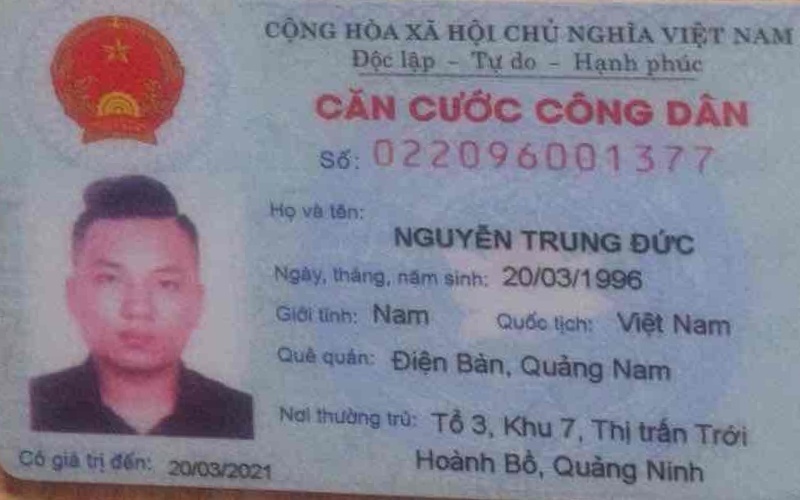 CỘNG HÒA XÃ HỘI CHỦ NGHĨA VIỆT NAM
Độc lập - Tự do - Hạnh phúc
CĂN CƯỚC CÔNG DÂN
Số: 022096001377
Họ và tên:
NGUYỄN TRUNG ĐỨC
Ngày, tháng, năm sinh: 20/03/1996
Giới tính: Nam Quốc tịch: Việt Nam
Quê quán: Điện Bàn, Quảng Nam
Nơi thường trú: Tổ 3, Khu 7, Thị trấn Trới
Hoành Bồ, Quảng Ninh
Có giá trị đến: 20/03/2021